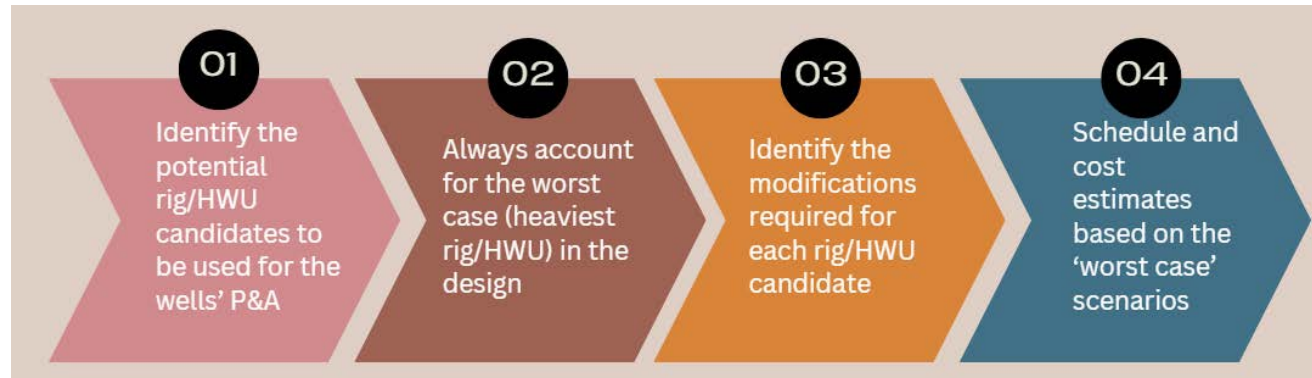 01
Identify the
potential
rig/HWU
candidates to
be used for the
wells’ P&A
02
Always account
for the worst
case (heaviest
rig/HWU) in the
design
03
Identify the
modifications
required for
each rig/HWU
candidate
04
Schedule and
cost
estimates
based on the
‘worst case’
scenarios